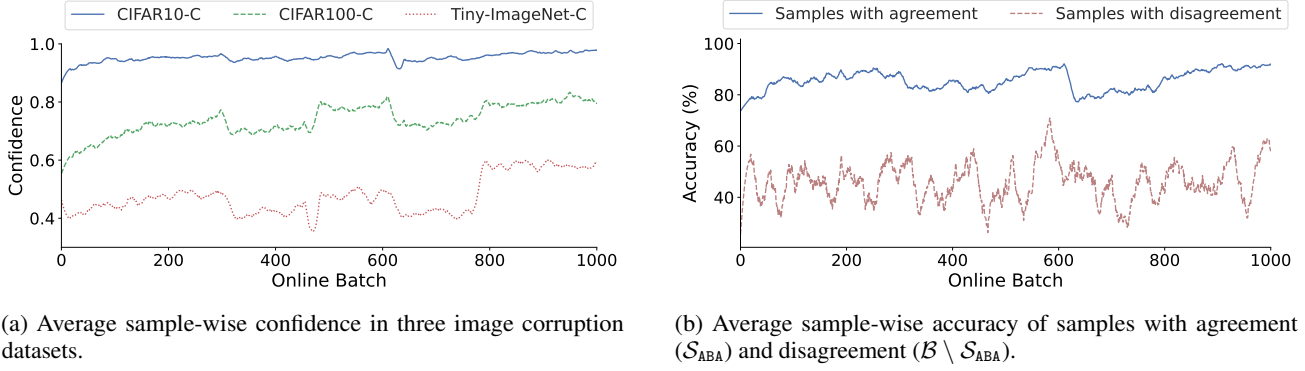 CIFAR10-C CIFAR100-C Tiny-ImageNet-C
1.0
0.8
0.6
0.4
Confidence
0 200 400 600 800 1000
Online Batch
(a) Average sample-wise confidence in three image corruption
datasets.
Samples with agreement Samples with disagreement
100
80
60
40
Accuracy (%)
0 200 400 600 800 1000
Online Batch
(b) Average sample-wise accuracy of samples with agreement
(𝒮ABA) and disagreement (ℬ \ 𝒮ABA).